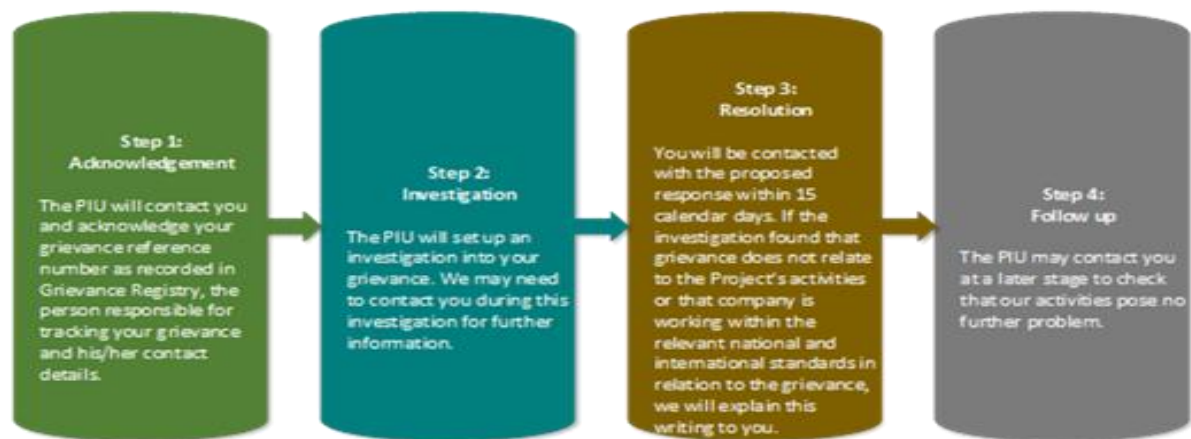 Step 1:
Acknowledgement
The PIU will contact you
and acknowledge your
grievance reference
number as recorded in
Grievance Registry, the
person responsible for
tracking your grievance
and his/her contact
details.
Step 2:
Investigation
The PIU will set up an
investigation into your
grievance. We may need
to contact you during this
investigation for further
information.
Step 3:
Resolution
You will be contacted
with the proposed
response within 15
calendar days. If the
investigation found that
grievance does not relate
to the Project's activities
or that company is
working within the
relevant national and
international standards in
relation to the grievance,
we will explain this
writing to you.
Step 4:
Follow up
The PIU may contact you
at a later stage to check
that our activities pose no
further problem.